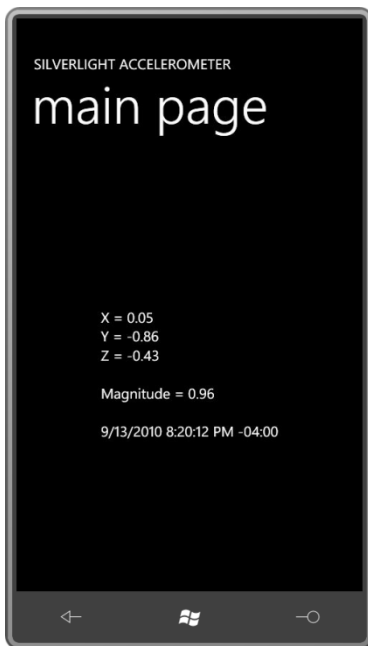 SILVERLIGHT ACCELEROMETER
main page
X = 0.05
Y = -0.86
Z = -0.43
Magnitude = 0.96
9/13/2010 8:20:12 PM -04:00